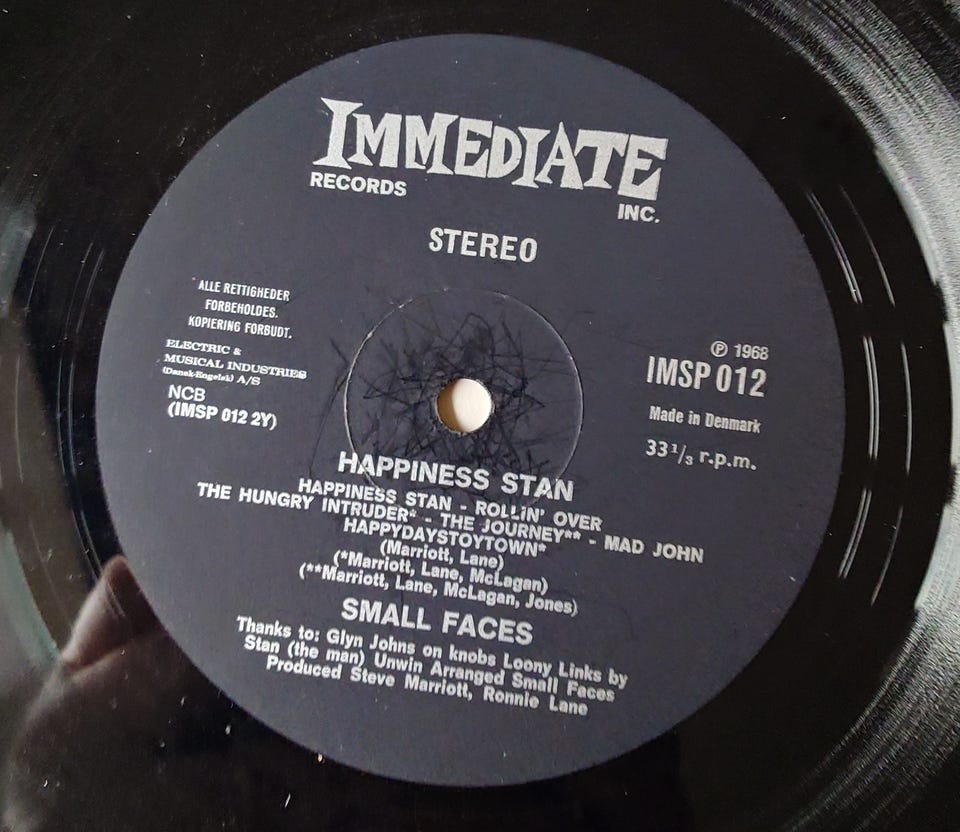 IMMEDIATE
RECORDS
INC.
STEREO
ALLE RETTIGHEDER
FORBEHOLDES.
KOPIERING FORBUDT.
ELECTRIC &
MUSICAL INDUSTRIES
(Dansk-Engelsk) A/S
NCB
(IMSP 012 2Y)
Ⓟ 1968
IMSP 012
Made in Denmark
33 1/3 r.p.m.
HAPPINESS STAN
HAPPINESS STAN - ROLLIN' OVER
THE HUNGRY INTRUDER* - THE JOURNEY** - MAD JOHN
HAPPYDAYSTOYTOWN*
(Marriott, Lane)
(*Marriott, Lane, McLagan)
(**Marriott, Lane, McLagan, Jones)
SMALL FACES
Thanks to: Glyn Johns on knobs Loony Links by
Stan (the man) Unwin Arranged Small Faces
Produced Steve Marriott, Ronnie Lane